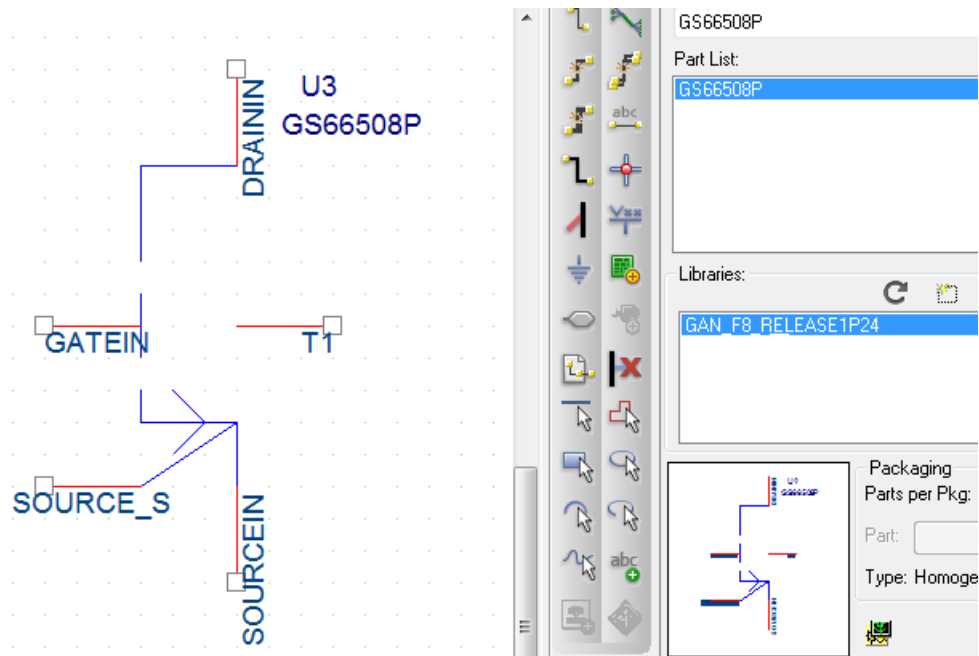 U3
GS66508P
DRAININ
GATEIN
T1
SOURCE_S
SOURCEIN
abc
abc
GS66508P
Part List:
GS66508P
Libraries:
GAN_F8_RELEASE1P24
Packaging
Parts per Pkg:
Part:
Type: Homoge